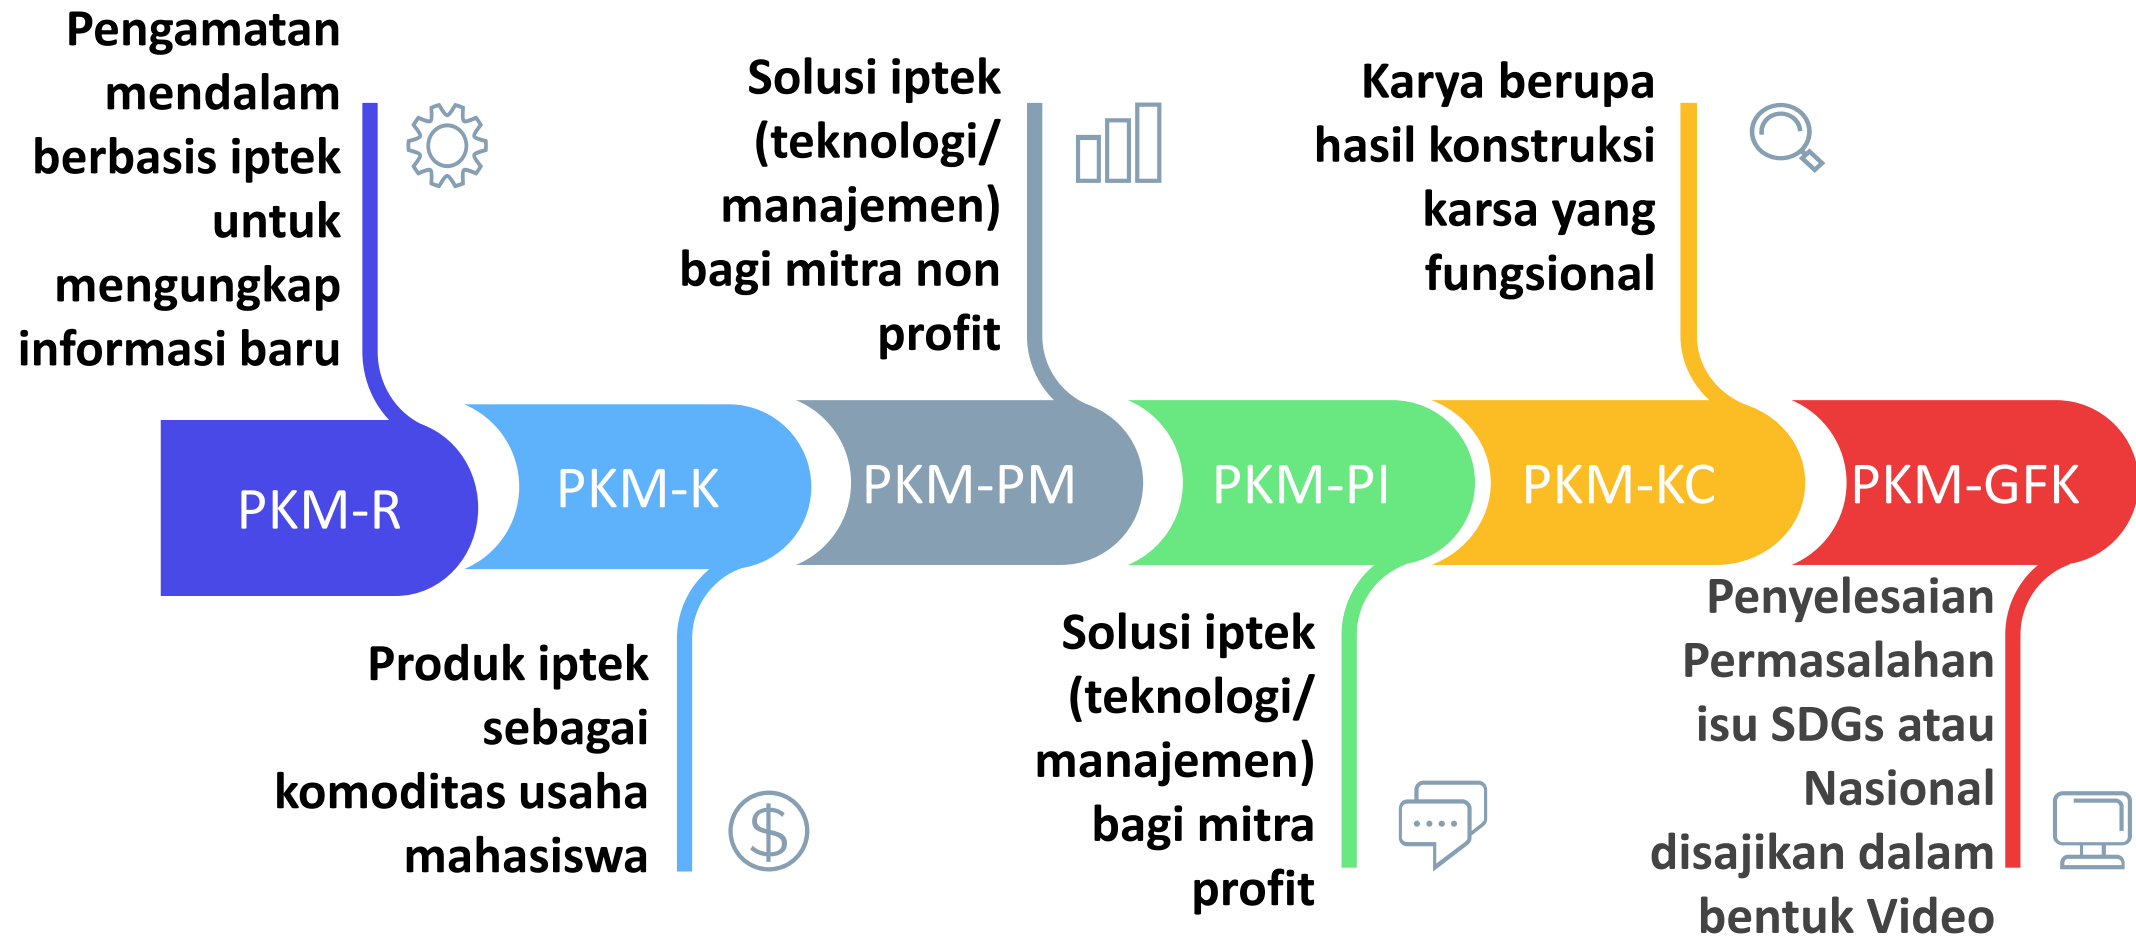 Pengamatan
mendalam
berbasis iptek
untuk
mengungkap
informasi baru
Solusi iptek
(teknologi/
manajemen)
bagi mitra non
profit
Karya berupa
hasil konstruksi
karsa yang
fungsional
PKM-R
PKM-K
PKM-PM
PKM-PI
PKM-KC
PKM-GFK
Produk iptek
sebagai
komoditas usaha
mahasiswa
$
Solusi iptek
(teknologi/
manajemen)
bagi mitra
profit
Penyelesaian
Permasalahan
isu SDGs atau
Nasional
disajikan dalam
bentuk Video